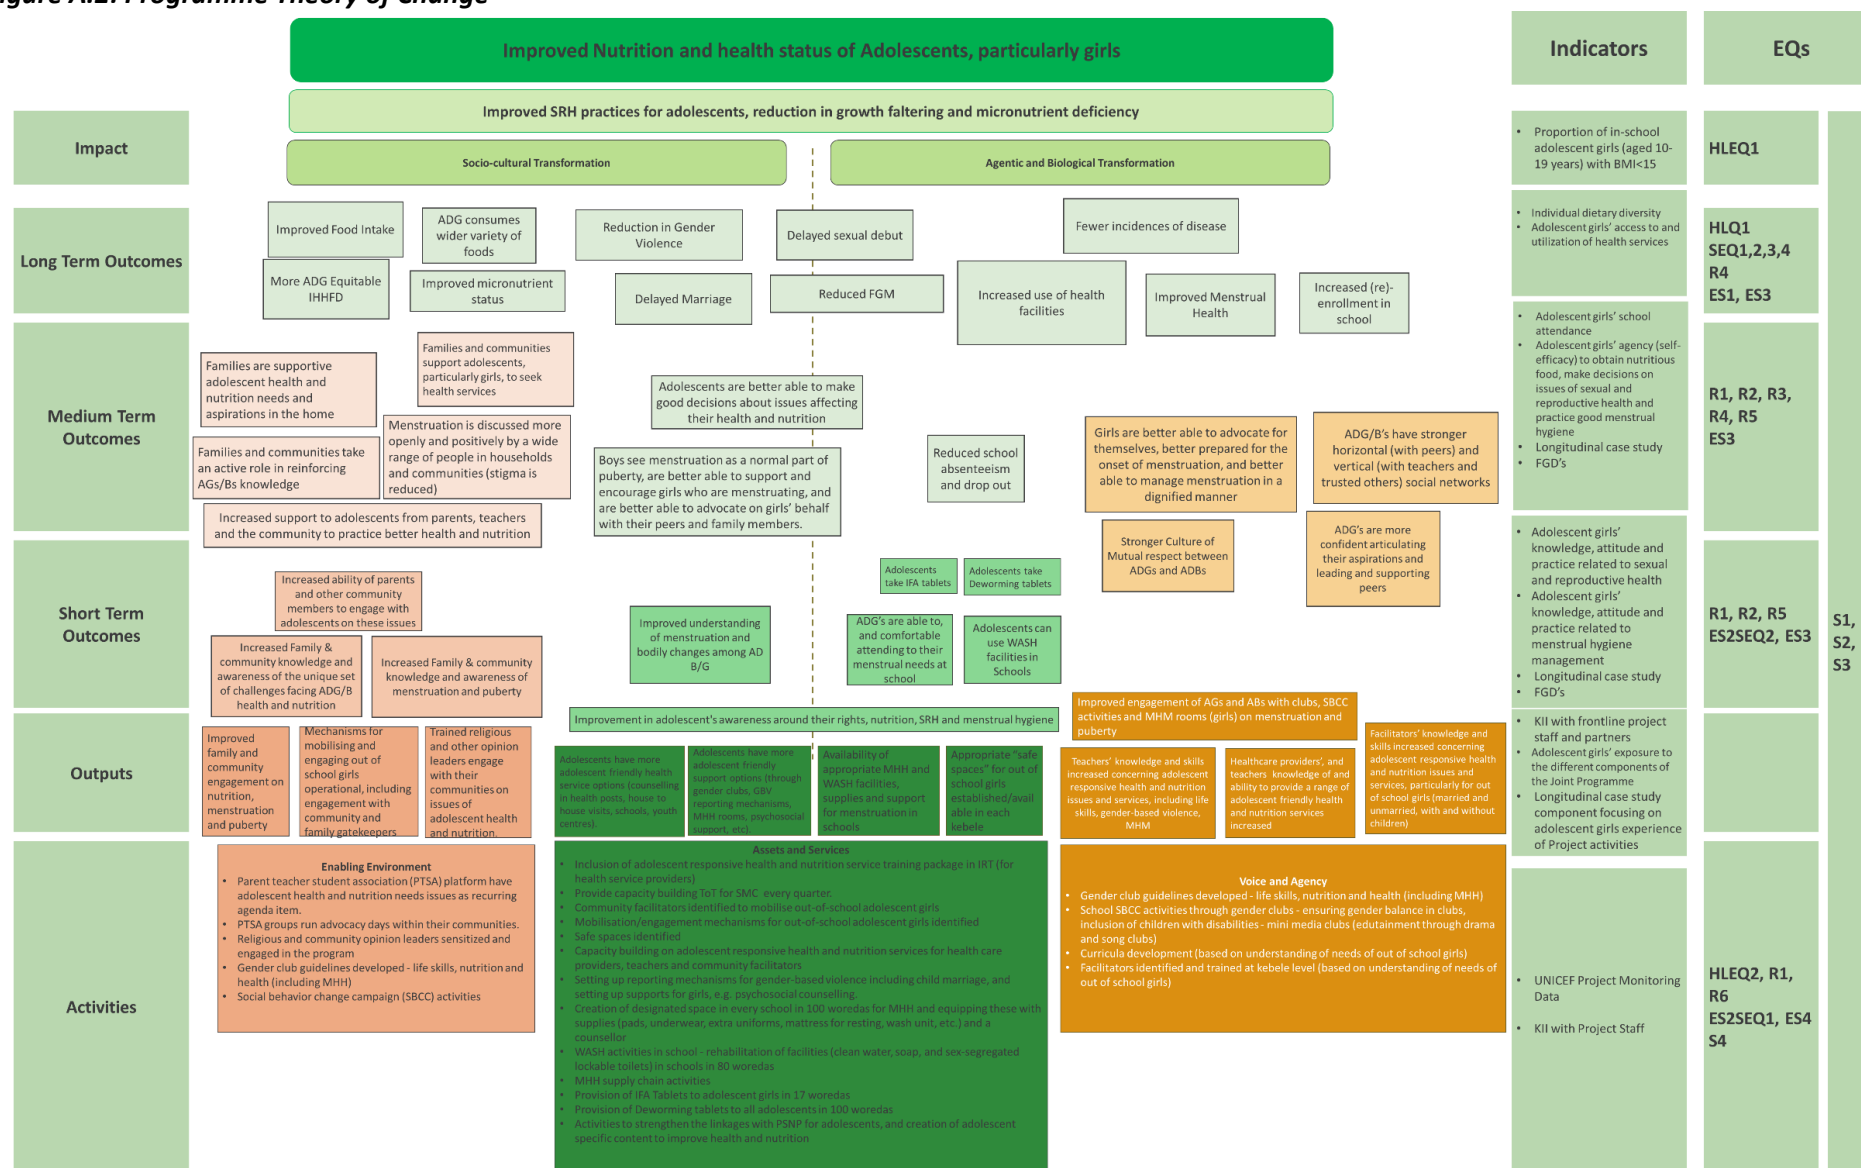 Figure A.2: Programme Theory of Change
Improved Nutrition and health status of Adolescents, particularly girls
Indicators
EQs
Improved SRH practices for adolescents, reduction in growth faltering and micronutrient deficiency
Impact
Socio-cultural Transformation
Agentic and Biological Transformation
• Proportion of in-school
adolescent girls (aged 10-
19 years) with BMI<15
HLEQ1
Long Term Outcomes
Improved Food Intake
ADG consumes
wider variety of
foods
Reduction in Gender
Violence
Delayed sexual debut
Fewer incidences of disease
More ADG Equitable
IHHFD
Improved micronutrient
status
Delayed Marriage
Reduced FGM
Increased use of health
facilities
Improved Menstrual
Health
Increased (re)-
enrollment in
school
• Individual dietary diversity
• Adolescent girls' access to and
utilization of health services
HLQ1
SEQ1,2,3,4
R4
ES1, ES3
Medium Term
Outcomes
Families are supportive
adolescent health and
nutrition needs and
aspirations in the home
Families and communities
support adolescents,
particularly girls, to seek
health services
Families and communities take
an active role in reinforcing
AGs/Bs knowledge
Menstruation is discussed more
openly and positively by a wide
range of people in households
and communities (stigma is
reduced)
Increased support to adolescents from parents, teachers
and the community to practice better health and nutrition
Adolescents are better able to make
good decisions about issues affecting
their health and nutrition
Boys see menstruation as a normal part of
puberty, are better able to support and
encourage girls who are menstruating, and
are better able to advocate on girls' behalf
with their peers and family members.
Reduced school
absenteeism
and drop out
Girls are better able to advocate for
themselves, better prepared for the
onset of menstruation, and better
able to manage menstruation in a
dignified manner
ADG/B's have stronger
horizontal (with peers) and
vertical (with teachers and
trusted others) social networks
Stronger Culture of
Mutual respect between
ADGs and ADBs
ADG's are more
confident articulating
their aspirations and
leading and supporting
peers
• Adolescent girls' school
attendance
• Adolescent girls' agency (self-
efficacy) to obtain nutritious
food, make decisions on
issues of sexual and
reproductive health and
practice good menstrual
hygiene
• Longitudinal case study
• FGD's
R1, R2, R3,
R4, R5
ES3
Short Term
Outcomes
Increased ability of parents
and other community
members to engage with
adolescents on these issues
Increased Family &
community knowledge and
awareness of the unique set
of challenges facing ADG/B
health and nutrition
Increased Family & community
knowledge and awareness of
menstruation and puberty
Improved understanding
of menstruation and
bodily changes among AD
B/G
Adolescents
take IFA tablets
Adolescents take
Deworming tablets
ADG's are able to,
and comfortable
attending to their
menstrual needs at
school
Adolescents can
use WASH
facilities in
Schools
Improvement in adolescent's awareness around their rights, nutrition, SRH and menstrual hygiene
Improved engagement of AGs and ABs with clubs, SBCC
activities and MHM rooms (girls) on menstruation and
puberty
• Adolescent girls'
knowledge, attitude and
practice related to sexual
and reproductive health
• Adolescent girls'
knowledge, attitude and
practice related to
menstrual hygiene
management
• Longitudinal case study
• FGD's
R1, R2, R5
ES2SEQ2, ES3
S1,
S2,
S3
Outputs
Improved
family and
community
engagement on
nutrition,
menstruation
and puberty
Mechanisms for
mobilising and
engaging out of
school girls
operational, including
engagement with
community and
family gatekeepers
Trained religious
and other opinion
leaders engage
with their
communities on
issues of
adolescent health
and nutrition.
Adolescents have more
adolescent friendly health
service options (counselling
in health posts, house to
house visits, schools, youth
centres).
Adolescents have more
adolescent friendly
support options (through
gender clubs, GBV
reporting mechanisms,
MHH rooms, psychosocial
support, etc).
Availability of
appropriate MHH and
WASH facilities,
supplies and support
for menstruation in
schools
Appropriate "safe
spaces" for out of
school girls
established/avail
able in each
kebele
Teachers' knowledge and skills
increased concerning adolescent
responsive health and nutrition
issues and services, including life
skills, gender-based violence,
MHM
Healthcare providers', and
teachers knowledge of and
ability to provide a range of
adolescent friendly health
and nutrition services
increased
Facilitators' knowledge and
skills increased concerning
adolescent responsive health
and nutrition issues and
services, particularly for out
of school girls (married and
unmarried, with and without
children)
• KII with frontline project
staff and partners
• Adolescent girls' exposure to
the different components of
the Joint Programme
• Longitudinal case study
component focusing on
adolescent girls experience
of Project activities
Activities
Enabling Environment
• Parent teacher student association (PTSA) platform have
adolescent health and nutrition needs issues as recurring
agenda item.
• PTSA groups run advocacy days within their communities.
• Religious and community opinion leaders sensitized and
engaged in the program
• Gender club guidelines developed - life skills, nutrition and
health (including MHH)
• Social behavior change campaign (SBCC) activities
Assets and Services
• Inclusion of adolescent responsive health and nutrition service training package in IRT (for
health service providers)
• Provide capacity building ToT for SMC every quarter.
• Community facilitators identified to mobilise out-of-school adolescent girls
• Mobilisation/engagement mechanisms for out-of-school adolescent girls identified
• Safe spaces identified
• Capacity building on adolescent responsive health and nutrition services for health care
providers, teachers and community facilitators
• Setting up reporting mechanisms for gender-based violence including child marriage, and
setting up supports for girls, e.g. psychosocial counselling.
• Creation of designated space in every school in 100 woredas for MHH and equipping these with
supplies (pads, underwear, extra uniforms, mattress for resting, wash unit, etc.) and a
counsellor
• WASH activities in school - rehabilitation of facilities (clean water, soap, and sex-segregated
lockable toilets) in schools in 80 woredas
• MHH supply chain activities
• Provision of IFA Tablets to adolescent girls in 17 woredas
• Provision of Deworming tablets to all adolescents in 100 woredas
• Activities to strengthen the linkages with PSNP for adolescents, and creation of adolescent
specific content to improve health and nutrition
Voice and Agency
• Gender club guidelines developed - life skills, nutrition and health (including MHH)
• School SBCC activities through gender clubs - ensuring gender balance in clubs,
inclusion of children with disabilities - mini media clubs (edutainment through drama
and song clubs)
• Curricula development (based on understanding of needs of out of school girls)
• Facilitators identified and trained at kebele level (based on understanding of needs of
out of school girls)
• UNICEF Project Monitoring
Data
• KII with Project Staff
HLEQ2, R1,
R6
ES2SEQ1, ES4
S4